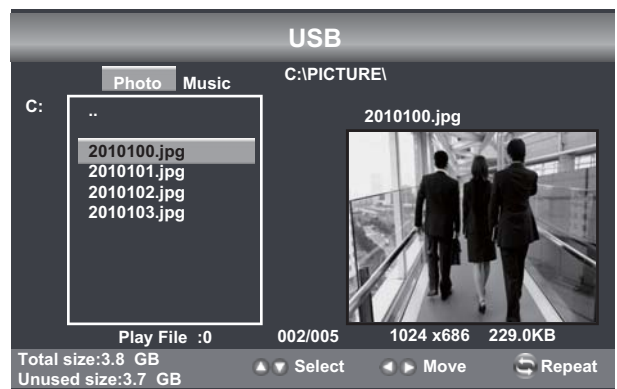 USB
Photo Music
C:\PICTURE\
C:
..
2010100.jpg
2010101.jpg
2010102.jpg
2010103.jpg
2010100.jpg
Play File :0
002/005
1024 x686
229.0KB
Total size:3.8 GB
Unused size:3.7 GB
Select
Move
Repeat